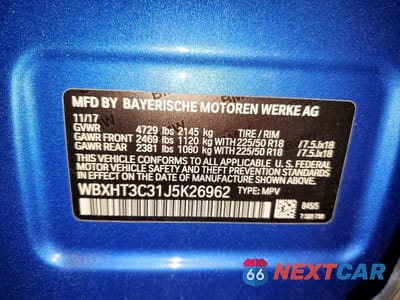 MFD BY BAYERISCHE MOTOREN WERKE AG
11/17
GVWR 4729 lbs 2145 kg TIRE / RIM
GAWR FRONT 2469 lbs 1120 kg 225/50 R18 /7.5Jx18
GAWR REAR 2381 lbs 1080 kg 225/50 R18 /7.5Jx18
THIS VEHICLE CONFORMS TO ALL APPLICABLE FEDERAL MOTOR
VEHICLE SAFETY, BUMPER, AND THEFT PREVENTION STANDARDS
IN EFFECT ON THE DATE OF MANUFACTURE SHOWN ABOVE.
WBXHT3C31J5K26962 TYPE: MPV
66 NEXTCAR